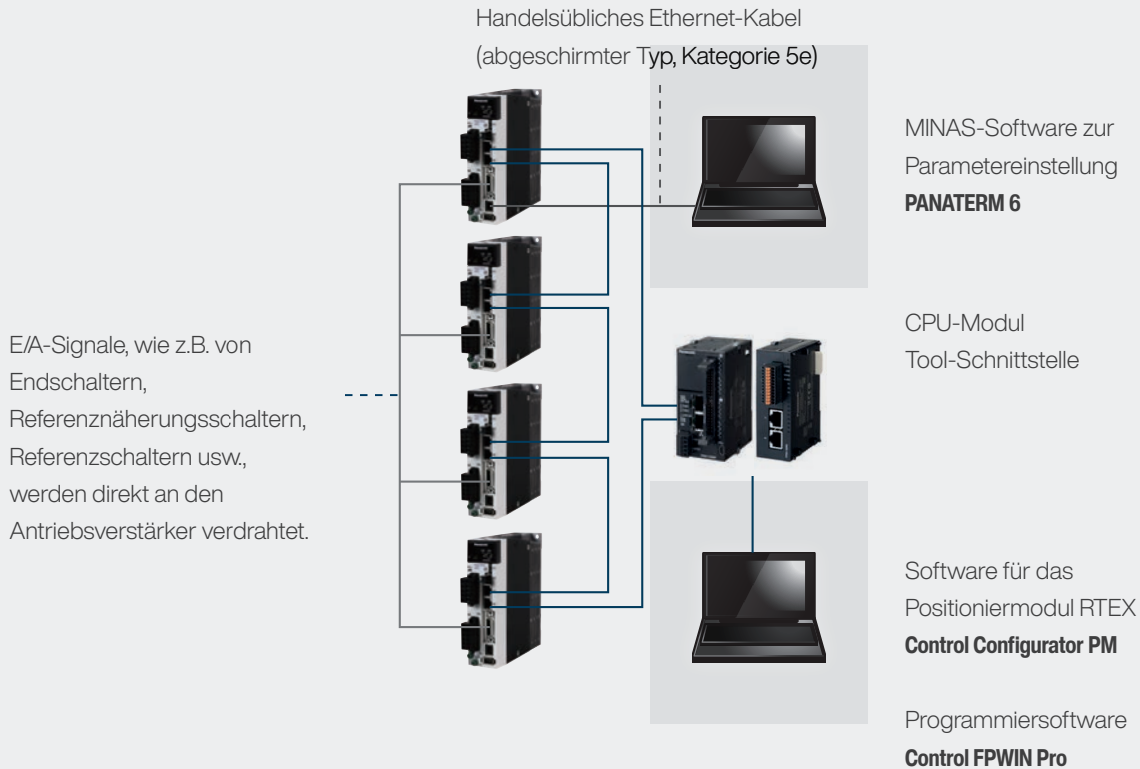 Handelsübliches Ethernet-Kabel
(abgeschirmter Typ, Kategorie 5e)
MINAS-Software zur
Parametereinstellung
PANATERM 6
E/A-Signale, wie z.B. von
Endschaltern,
Referenznäherungsschaltern,
Referenzschaltern usw.,
werden direkt an den
Antriebsverstärker verdrahtet.
CPU-Modul
Tool-Schnittstelle
Software für das
Positioniermodul RTEX
Control Configurator PM
Programmiersoftware
Control FPWIN Pro